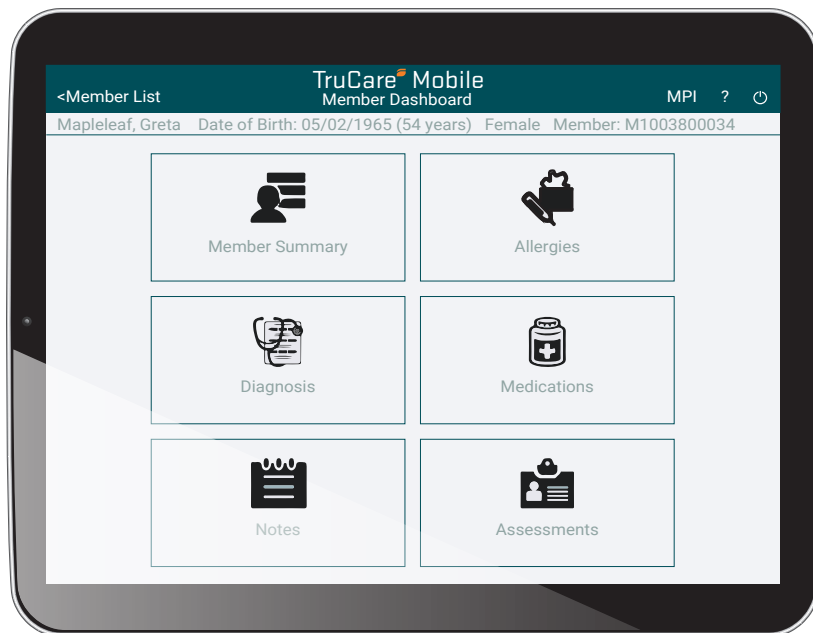 TruCare Mobile
<Member List Member Dashboard MPI ?
Mapleleaf, Greta Date of Birth: 05/02/1965 (54 years) Female Member: M1003800034
Member Summary Allergies
Diagnosis Medications
Notes Assessments